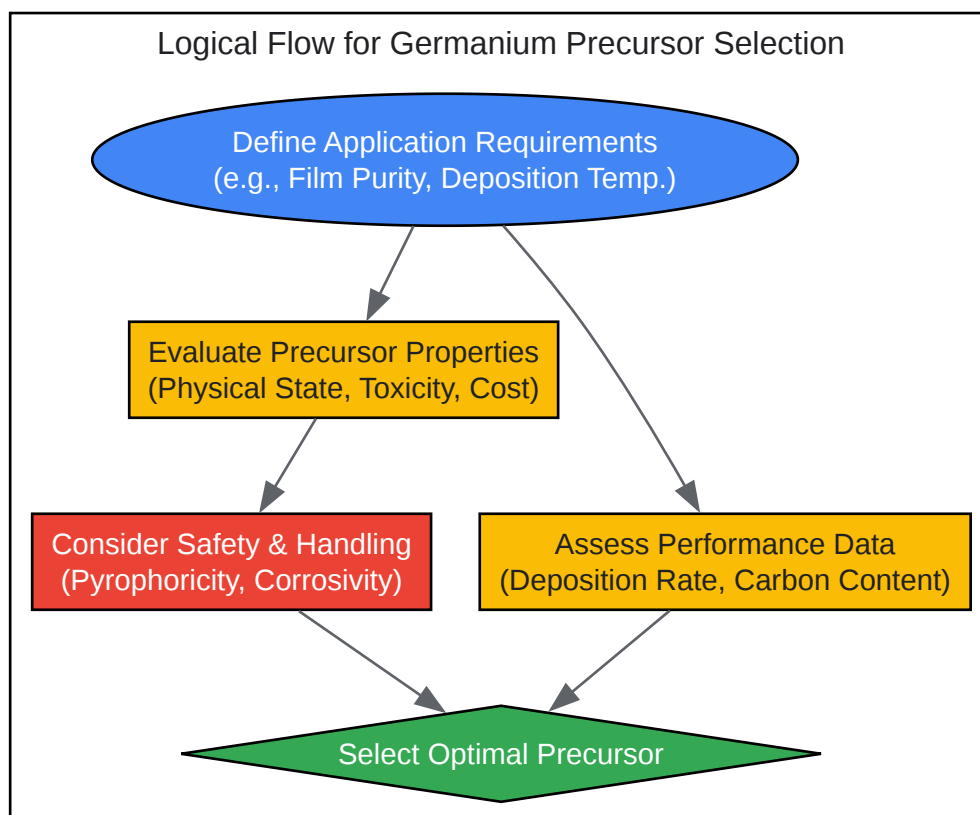 Logical Flow for Germanium Precursor Selection
Define Application Requirements
(e.g., Film Purity, Deposition Temp.)
Evaluate Precursor Properties
(Physical State, Toxicity, Cost)
Consider Safety & Handling
(Pyrophoricity, Corrosivity)
Assess Performance Data
(Deposition Rate, Carbon Content)
Select Optimal Precursor